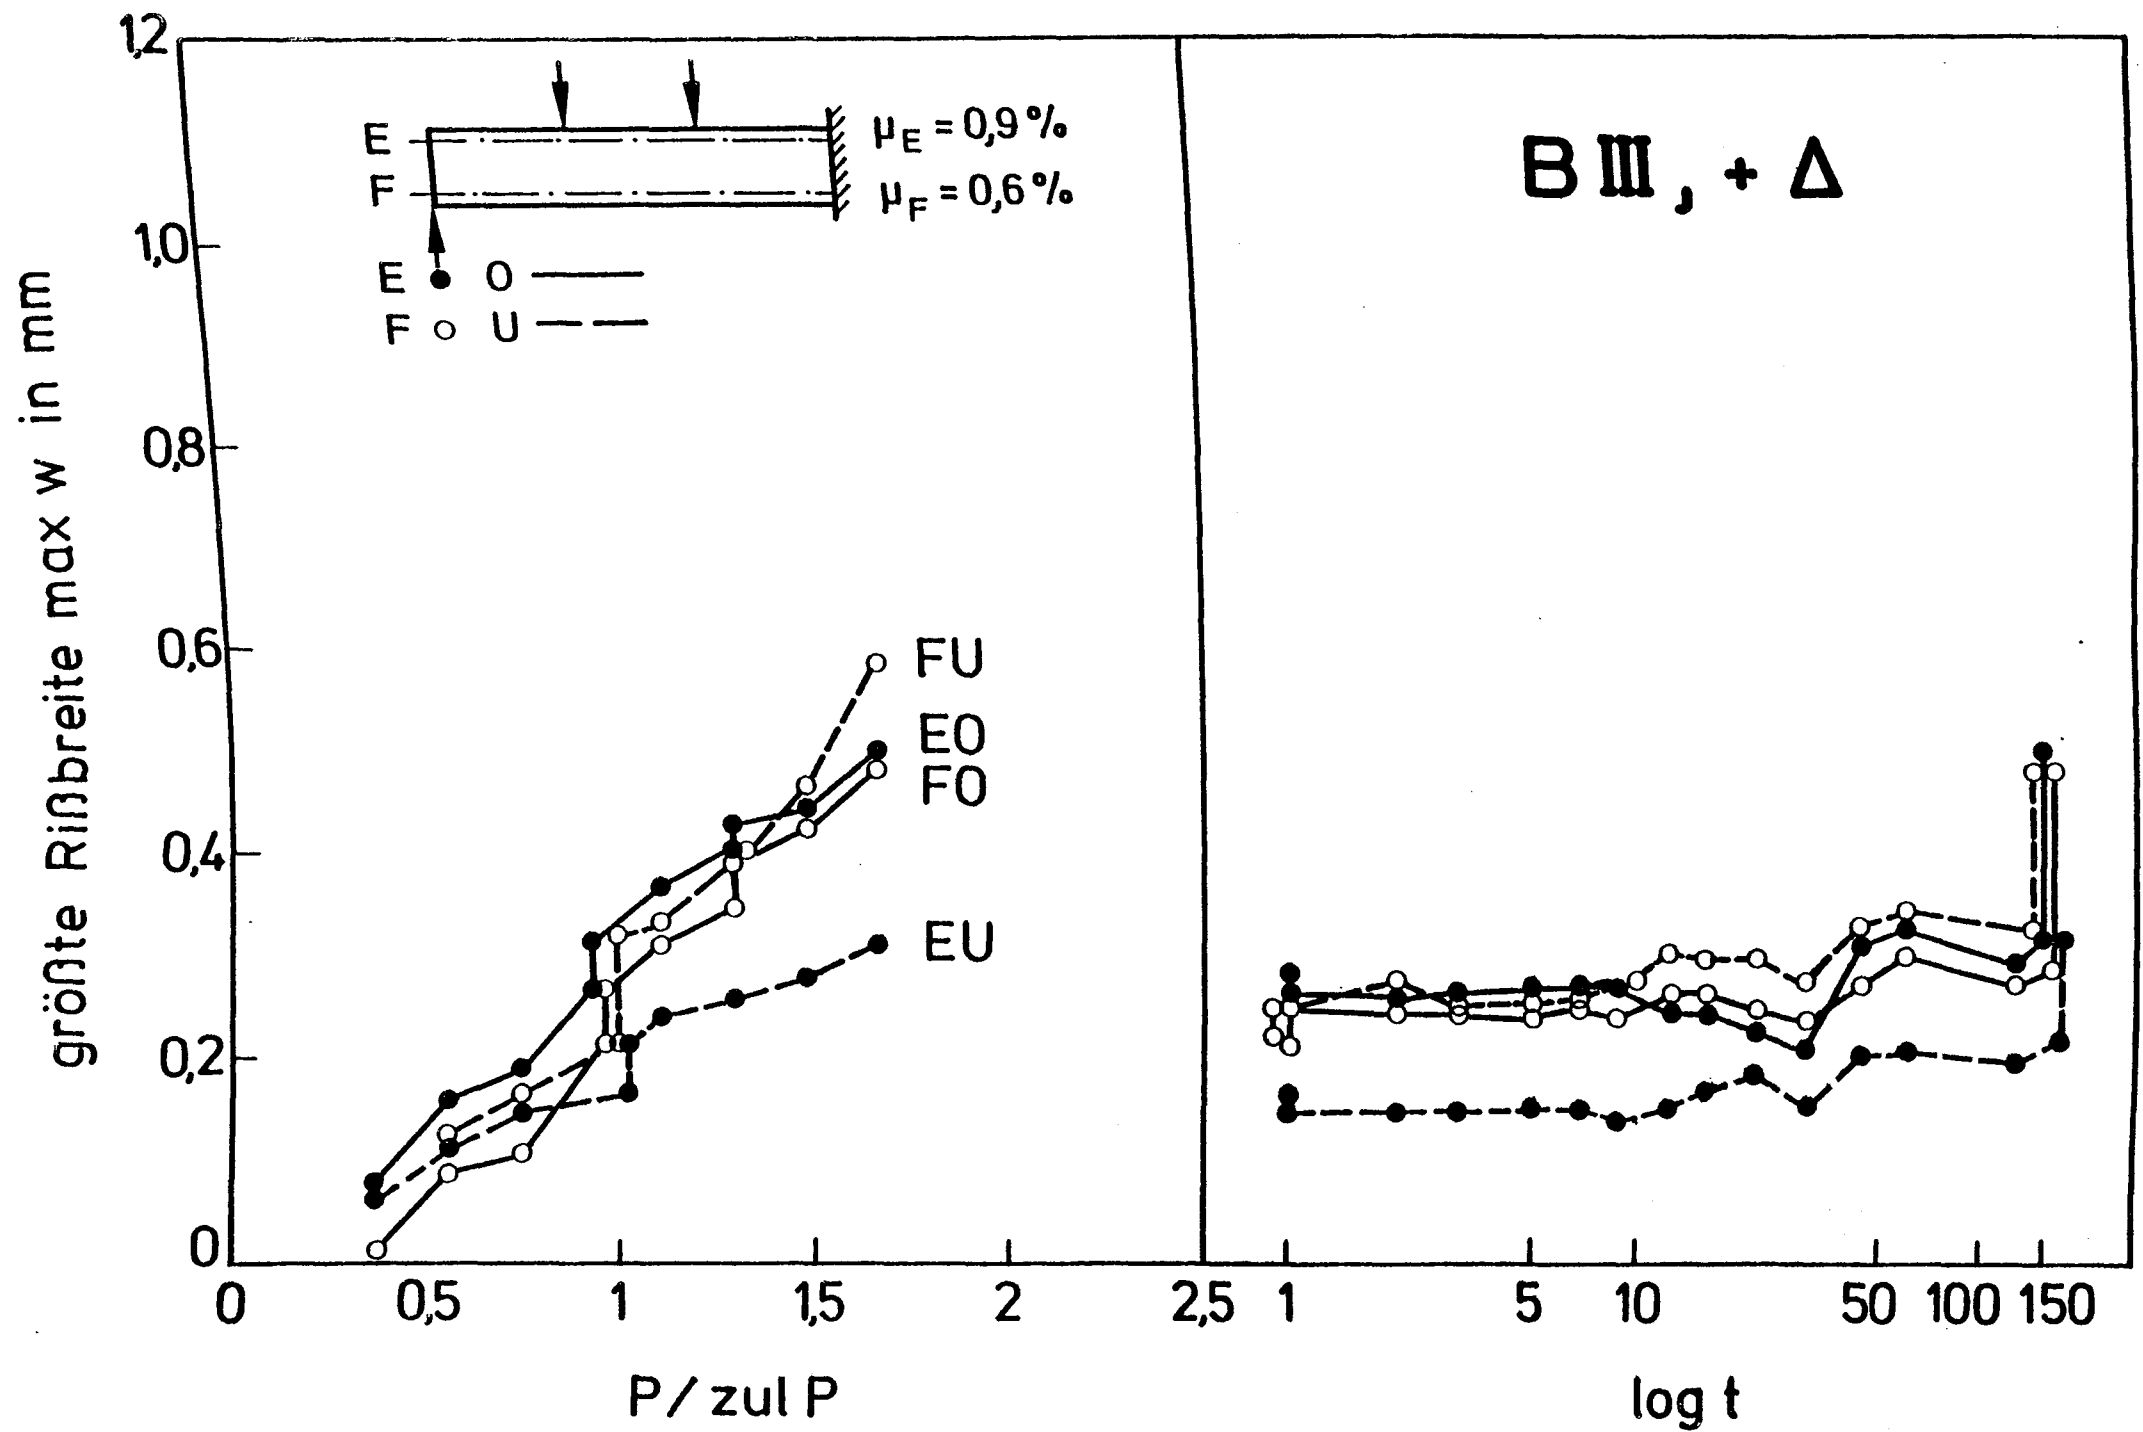 größte Rißbreite max w in mm
1,2
1,0
0,8
0,6
0,4
0,2
0
E
F
μE = 0,9 %
μF = 0,6 %
E ● O
F ○ U
B III, + Δ
FU
EO
FO
EU
0 0,5 1 1,5 2 2,5 1 5 10 50 100 150
P/zul P
log t